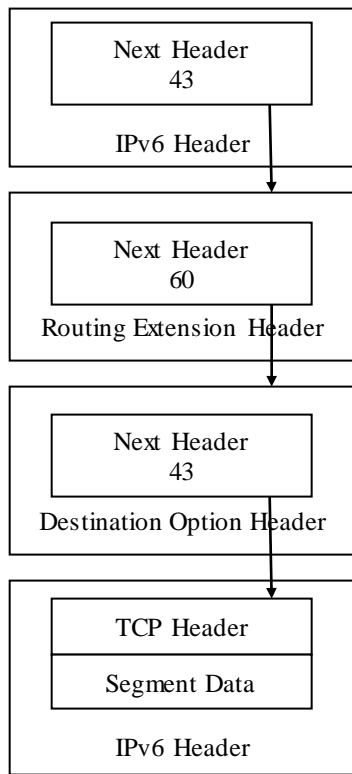 Next Header
43
IPv6 Header
Next Header
60
Routing Extension Header
Next Header
43
Destination Option Header
TCP Header
Segment Data
IPv6 Header